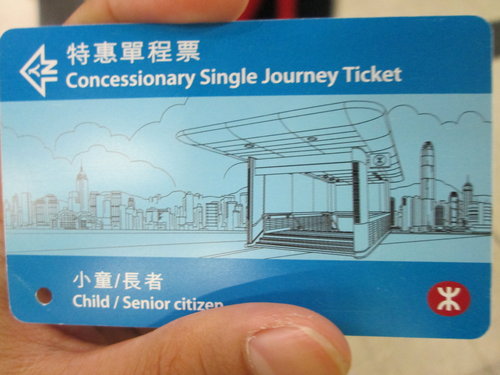 特惠單程票
Concessionary Single Journey Ticket
小童/長者
Child / Senior citizen